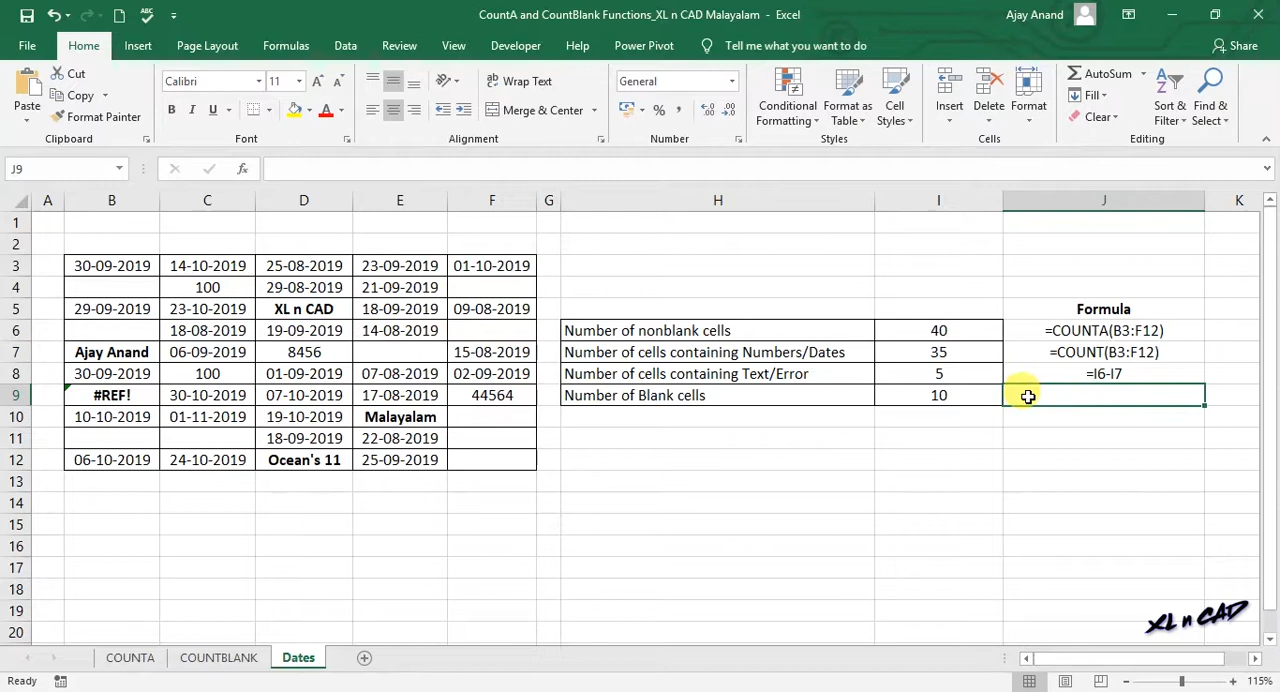 CountA and CountBlank Functions_XL n CAD Malayalam - Excel
Ajay Anand
File Home Insert Page Layout Formulas Data Review View Developer Help Power Pivot Tell me what you want to do Share
Paste
Cut
Copy
Format Painter
Clipboard
Calibri 11
B I U
Font
Wrap Text
Merge & Center
Alignment
General
Number
Conditional Formatting
Format as Table
Cell Styles
Styles
Insert
Delete
Format
Cells
AutoSum
Fill
Clear
Sort & Filter
Find & Select
Editing
J9 fx
A B C D E F G H I J K
1
2
3 30-09-2019 14-10-2019 25-08-2019 23-09-2019 01-10-2019
4 100 29-08-2019 21-09-2019
5 29-09-2019 23-10-2019 XL n CAD 18-09-2019 09-08-2019 Formula
6 18-08-2019 19-09-2019 14-08-2019 Number of nonblank cells 40 =COUNTA(B3:F12)
7 Ajay Anand 06-09-2019 8456 15-08-2019 Number of cells containing Numbers/Dates 35 =COUNT(B3:F12)
8 30-09-2019 100 01-09-2019 07-08-2019 02-09-2019 Number of cells containing Text/Error 5 =I6-I7
9 #REF! 30-10-2019 07-10-2019 17-08-2019 44564 Number of Blank cells 10
10 10-10-2019 01-11-2019 19-10-2019 Malayalam
11 18-09-2019 22-08-2019
12 06-10-2019 24-10-2019 Ocean's 11 25-09-2019
13
14
15
16
17
18
19
20
XL n CAD
COUNTA COUNTBLANK Dates
Ready 115%